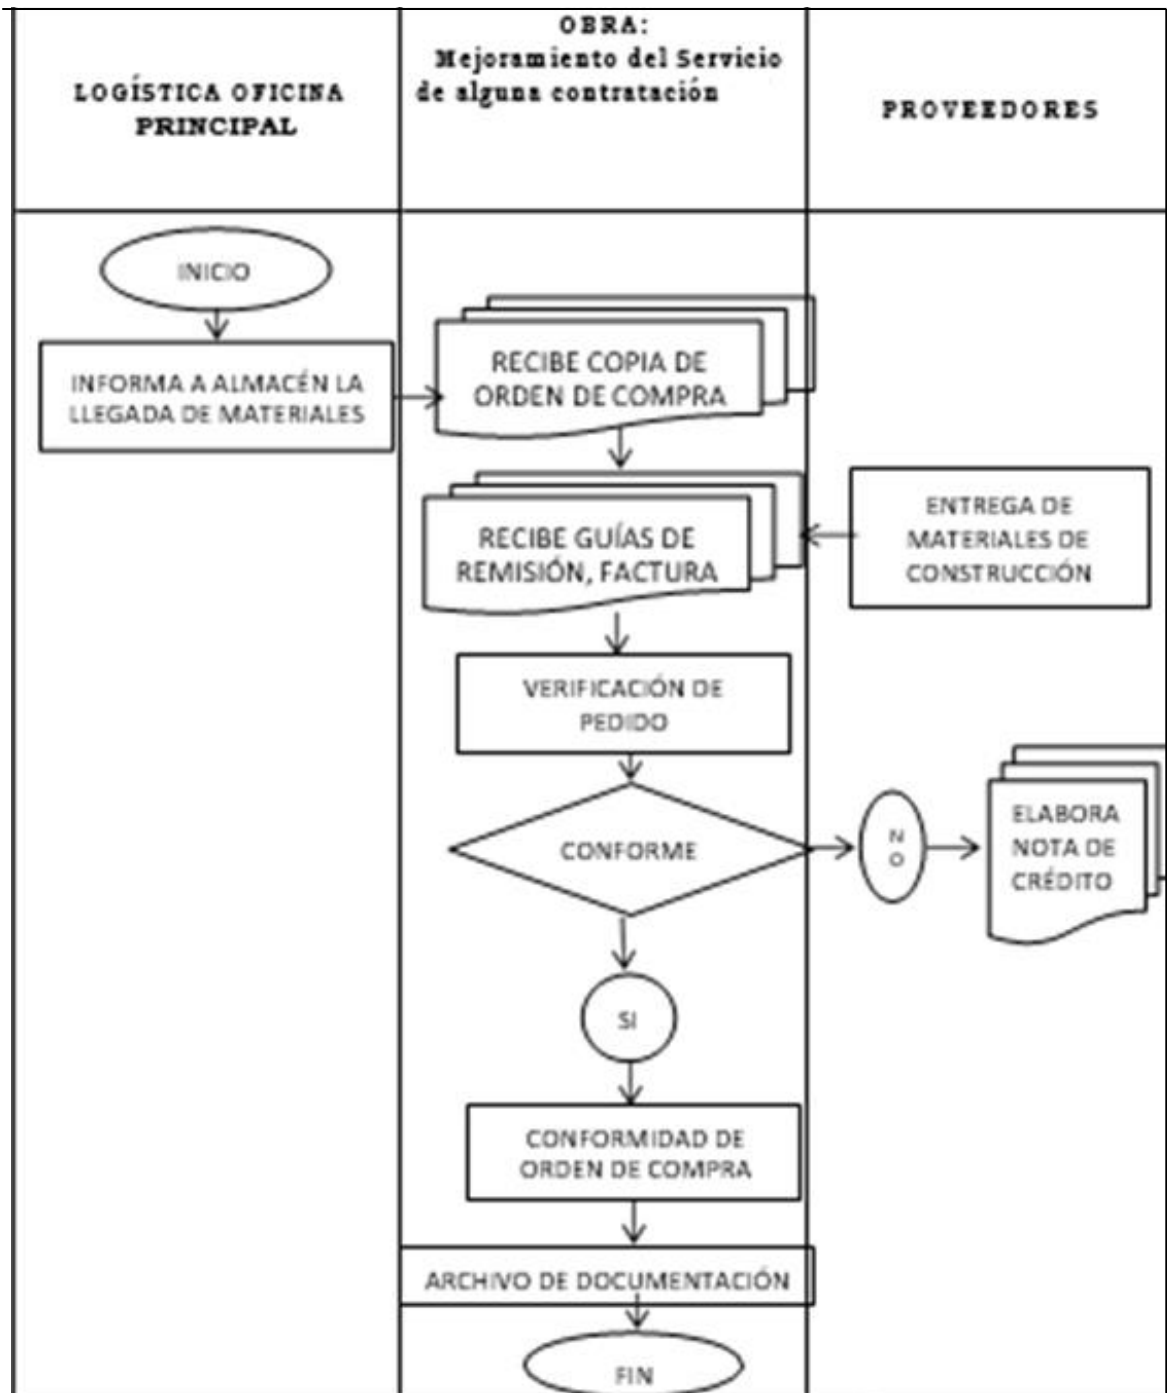 LOGÍSTICA OFICINA
PRINCIPAL
OBRA:
Mejoramiento del Servicio
de alguna contratación
PROVEEDORES
INICIO
INFORMA A ALMACÉN LA
LLEGADA DE MATERIALES
RECIBE COPIA DE
ORDEN DE COMPRA
RECIBE GUÍAS DE
REMISIÓN, FACTURA
ENTREGA DE
MATERIALES DE
CONSTRUCCIÓN
VERIFICACIÓN DE
PEDIDO
CONFORME
N
O
ELABORA
NOTA DE
CRÉDITO
SI
CONFORMIDAD DE
ORDEN DE COMPRA
ARCHIVO DE DOCUMENTACIÓN
FIN